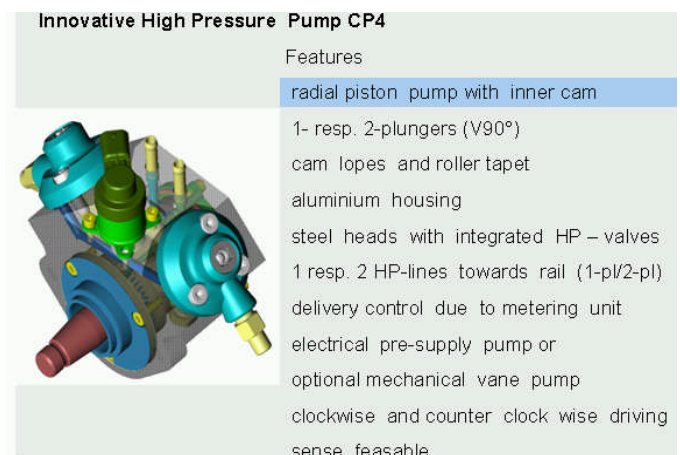 Innovative High Pressure Pump CP4
Features
radial piston pump with inner cam
1- resp. 2-plungers (V90°)
cam lopes and roller tapet
aluminium housing
steel heads with integrated HP – valves
1 resp. 2 HP-lines towards rail (1-pl/2-pl)
delivery control due to metering unit
electrical pre-supply pump or
optional mechanical vane pump
clockwise and counter clock wise driving
sense feasable